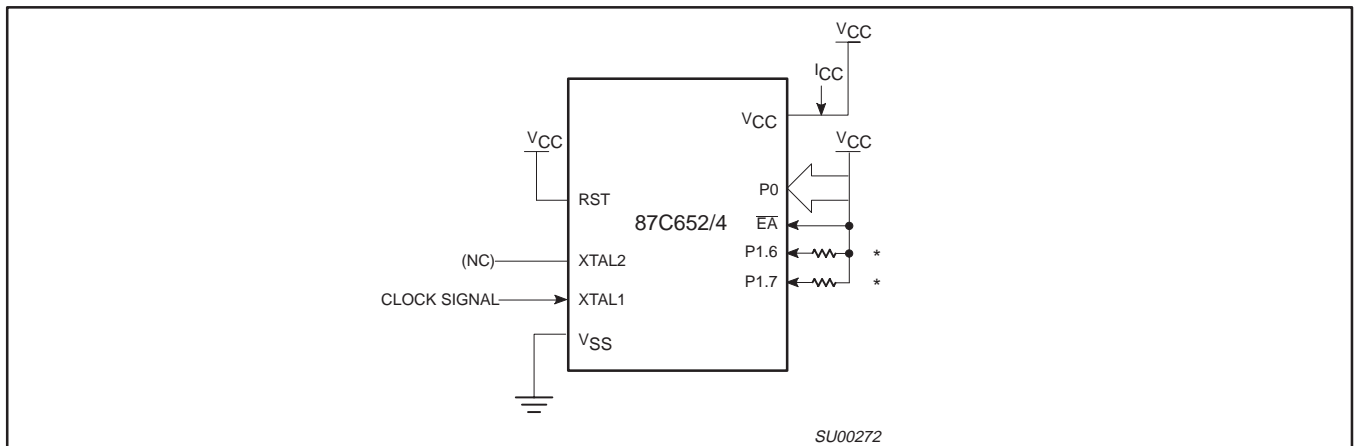 VCC
ICC
VCC
VCC
VCC
P0
RST
87C652/4
EA
P1.6
*
(NC)
XTAL2
P1.7
*
CLOCK SIGNAL
XTAL1
VSS
SU00272